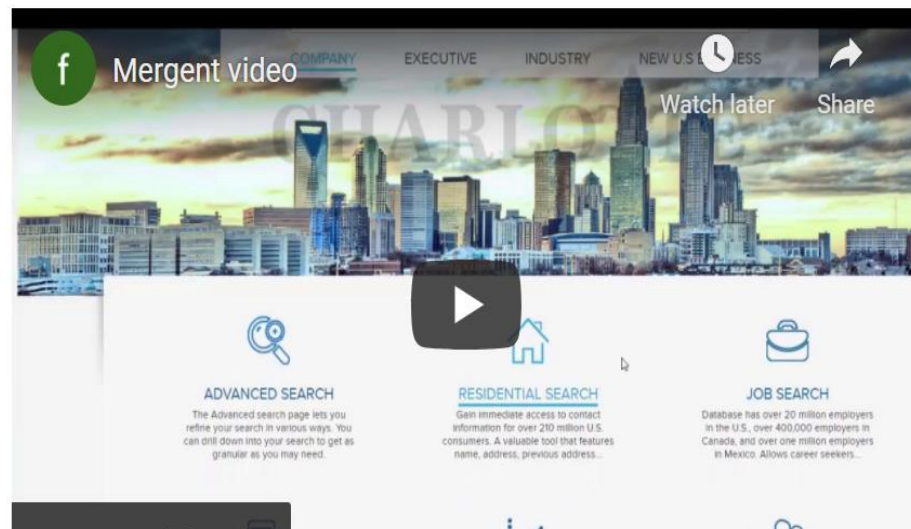 f
Mergent video
COMPANY EXECUTIVE INDUSTRY NEW U.S BUSINESS
Watch later Share
CHARLOTTE
ADVANCED SEARCH
The Advanced search page lets you
refine your search in various ways. You
can drill down into your search to get as
granular as you may need.
RESIDENTIAL SEARCH
Gain immediate access to contact
information for over 210 million U.S.
consumers. A valuable tool that features
name, address, previous address...
JOB SEARCH
Database has over 20 million employers
in the U.S., over 400,000 employers in
Canada, and over one million employers
in Mexico. Allows career seekers...